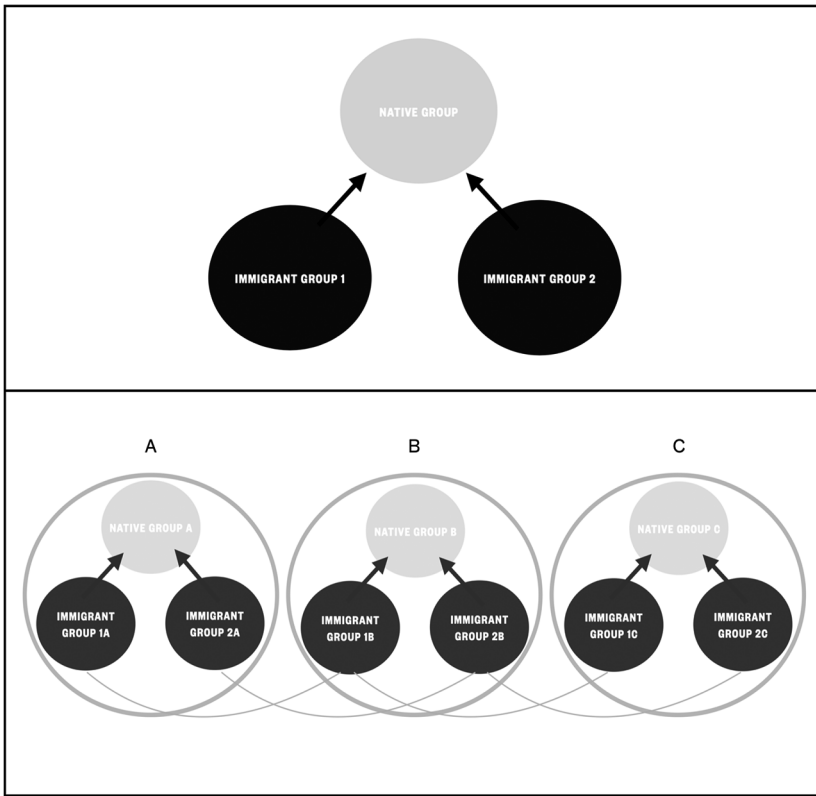 NATIVE GROUP
IMMIGRANT GROUP 1
IMMIGRANT GROUP 2
A
B
C
NATIVE GROUP A
NATIVE GROUP B
NATIVE GROUP C
IMMIGRANT
GROUP 1A
IMMIGRANT
GROUP 2A
IMMIGRANT
GROUP 1B
IMMIGRANT
GROUP 2B
IMMIGRANT
GROUP 1C
IMMIGRANT
GROUP 2C